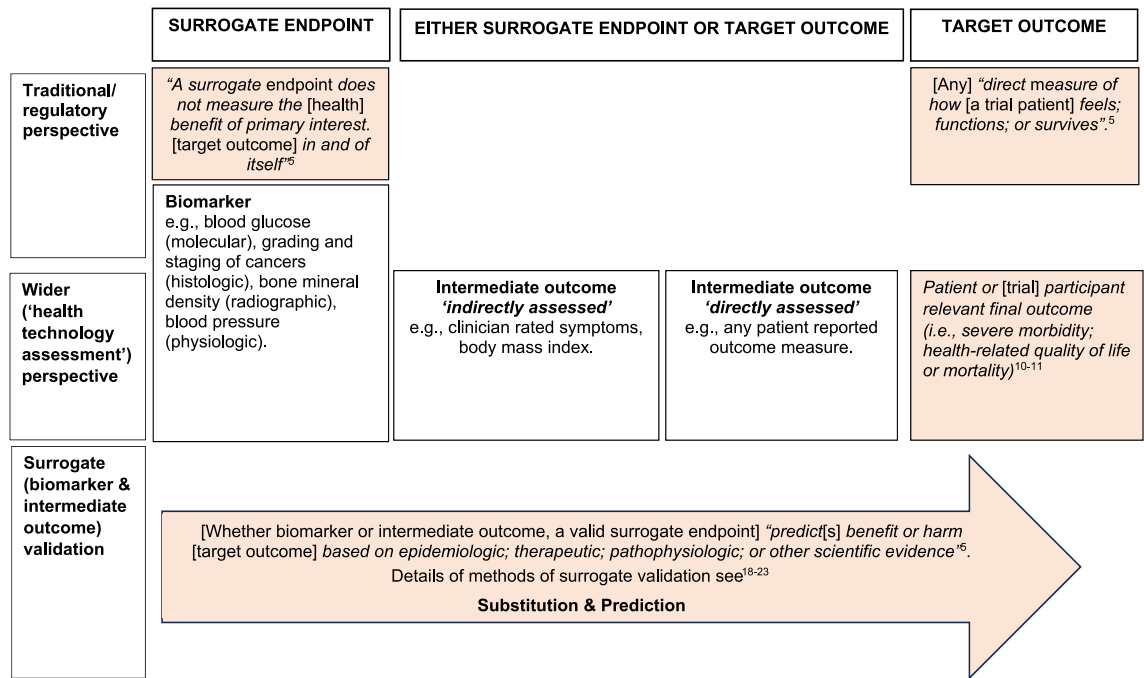 SURROGATE ENDPOINT
EITHER SURROGATE ENDPOINT OR TARGET OUTCOME
TARGET OUTCOME
Traditional/
regulatory
perspective
“A surrogate endpoint does
not measure the [health]
benefit of primary interest.
[target outcome] in and of
itself”5
[Any] “direct measure of
how [a trial patient] feels;
functions; or survives”.5
Biomarker
e.g., blood glucose
(molecular), grading and
staging of cancers
(histologic), bone mineral
density (radiographic),
blood pressure
(physiologic).
Wider
(‘health
technology
assessment’)
perspective
Intermediate outcome
‘indirectly assessed’
e.g., clinician rated symptoms,
body mass index.
Intermediate outcome
‘directly assessed’
e.g., any patient reported
outcome measure.
Patient or [trial] participant
relevant final outcome
(i.e., severe morbidity;
health-related quality of life
or mortality)10-11
Surrogate
(biomarker &
intermediate
outcome)
validation
[Whether biomarker or intermediate outcome, a valid surrogate endpoint] “predict[s] benefit or harm
[target outcome] based on epidemiologic; therapeutic; pathophysiologic; or other scientific evidence”5.
Details of methods of surrogate validation see18-23
Substitution & Prediction